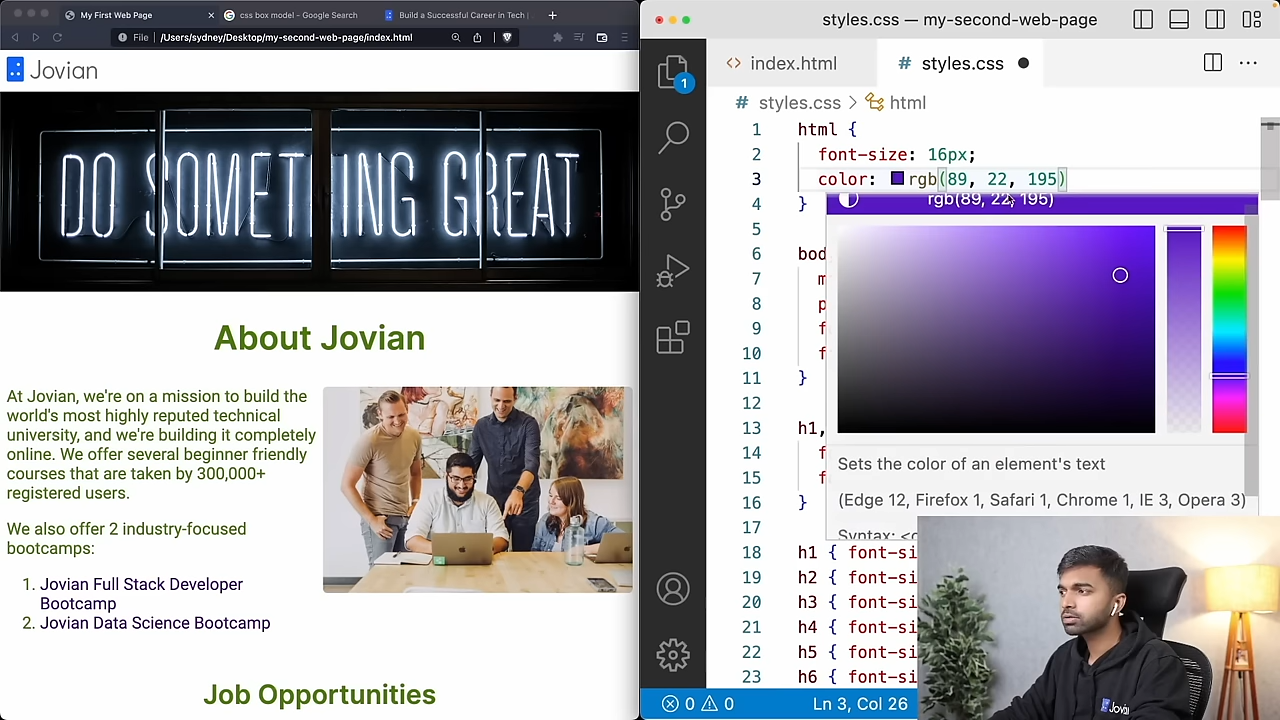 My First Web Page
css box model - Google Search
Build a Successful Career in Tech |
File | /Users/sydney/Desktop/my-second-web-page/index.html
Jovian
DO SOMETHING GREAT
About Jovian
At Jovian, we're on a mission to build the
world's most highly reputed technical
university, and we're building it completely
online. We offer several beginner friendly
courses that are taken by 300,000+
registered users.
We also offer 2 industry-focused
bootcamps:
1. Jovian Full Stack Developer
Bootcamp
2. Jovian Data Science Bootcamp
Job Opportunities
styles.css — my-second-web-page
1
<> index.html
# styles.css
# styles.css > html
1 html {
2 font-size: 16px;
3 color: rgb(89, 22, 195)
4 }
rgb(89, 22, 195)
5
6 bod
7 m
8 p
9 f
10 f
11 }
12
13 h1,
14 f
15 f
16 }
17
Sets the color of an element's text
(Edge 12, Firefox 1, Safari 1, Chrome 1, IE 3, Opera 3)
Syntax: <c
18 h1 { font-si
19 h2 { font-si
20 h3 { font-si
21 h4 { font-si
22 h5 { font-si
23 h6 { font-si
0 0 Ln 3, Col 26
Jovian